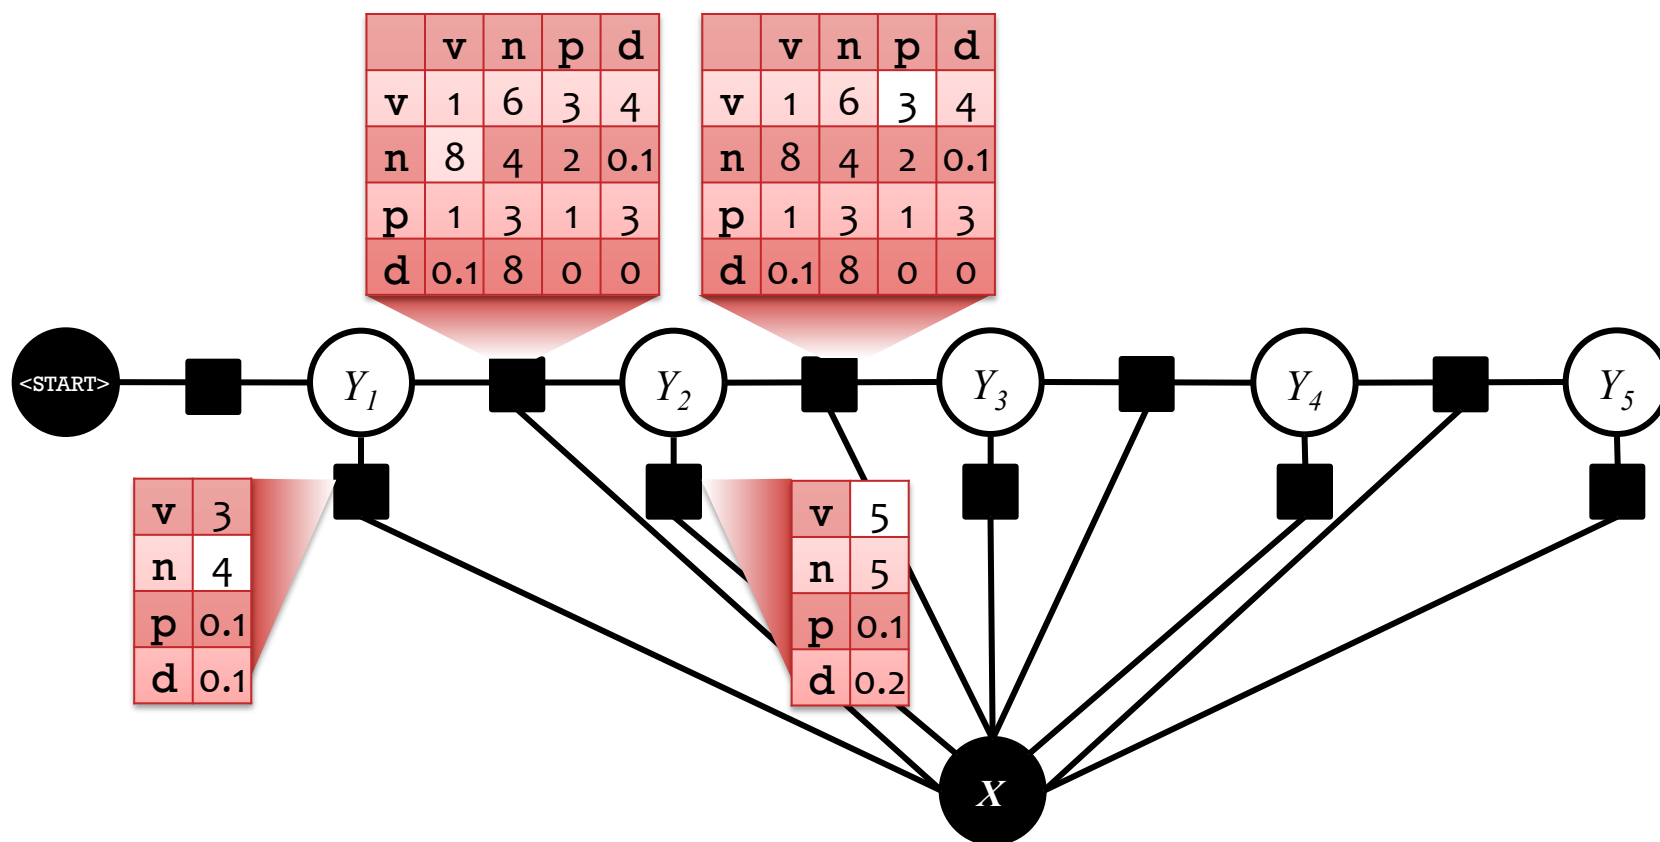 v n p d
v 1 6 3 4
n 8 4 2 0.1
p 1 3 1 3
d 0.1 8 0 0
v n p d
v 1 6 3 4
n 8 4 2 0.1
p 1 3 1 3
d 0.1 8 0 0
<START>
Y1
Y2
Y3
Y4
Y5
v 3
n 4
p 0.1
d 0.1
v 5
n 5
p 0.1
d 0.2
X